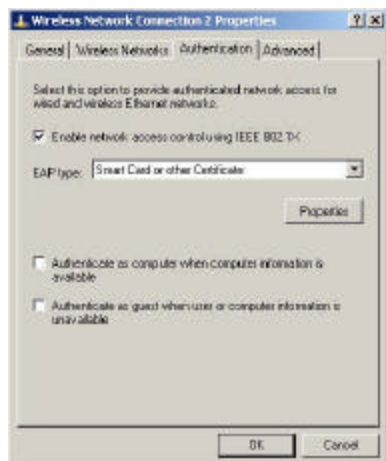 Wireless Network Connection 2 Properties
General Wireless Networks Authentication Advanced
Select this option to provide authenticated network access for
wired and wireless Ethernet networks.
Enable network access control using IEEE 802.1X
EAP type: Smart Card or other Certificate
Properties
Authenticate as computer when computer information is
available
Authenticate as guest when user or computer information is
unavailable
OK Cancel